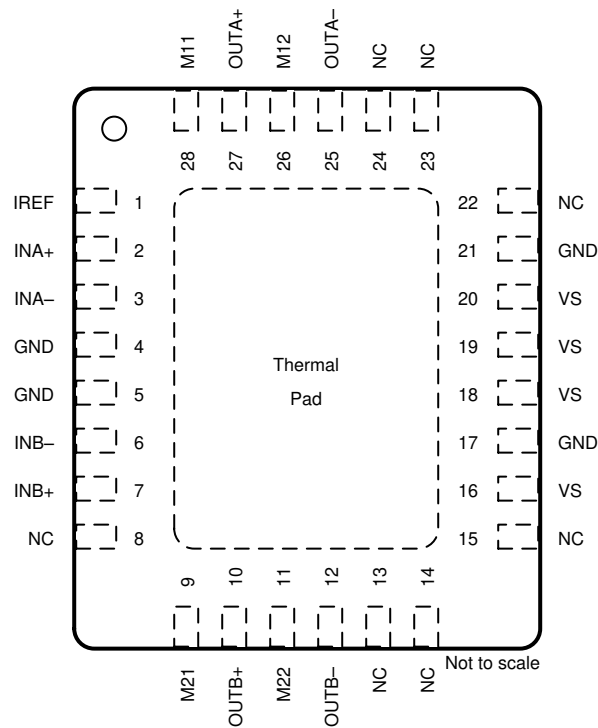 M11
OUTA+
M12
OUTA–
NC
NC
28
27
26
25
24
23
IREF 1
INA+ 2
INA– 3
GND 4
GND 5
INB– 6
INB+ 7
NC 8
22 NC
21 GND
20 VS
19 VS
18 VS
17 GND
16 VS
15 NC
Thermal
Pad
9
10
11
12
13
14
M21
OUTB+
M22
OUTB–
NC
NC
Not to scale